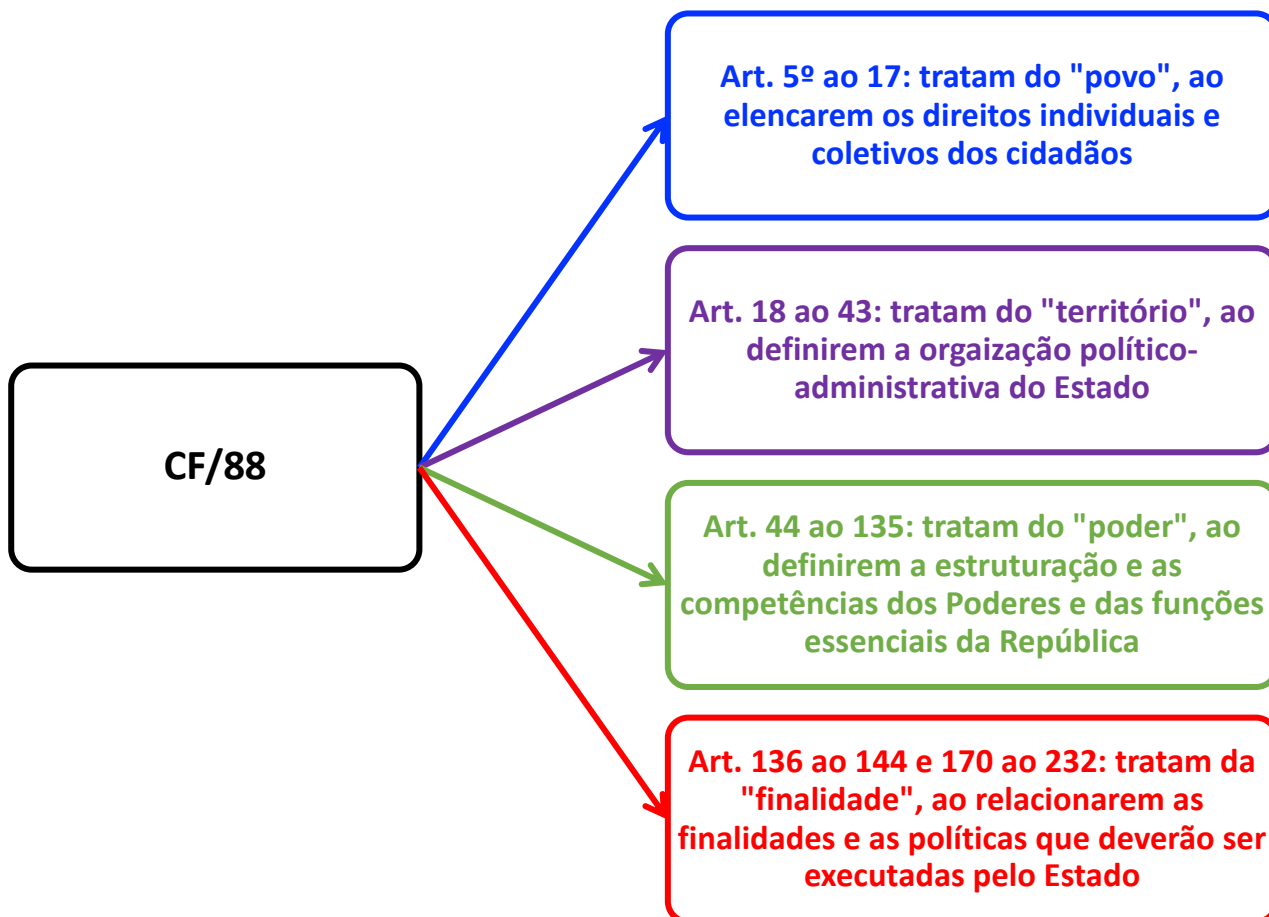 Art. 5º ao 17: tratam do "povo", ao
elencarem os direitos individuais e
coletivos dos cidadãos
Art. 18 ao 43: tratam do "território", ao
definirem a orgaização político-
administrativa do Estado
CF/88
Art. 44 ao 135: tratam do "poder", ao
definirem a estruturação e as
competências dos Poderes e das funções
essenciais da República
Art. 136 ao 144 e 170 ao 232: tratam da
"finalidade", ao relacionarem as
finalidades e as políticas que deverão ser
executadas pelo Estado